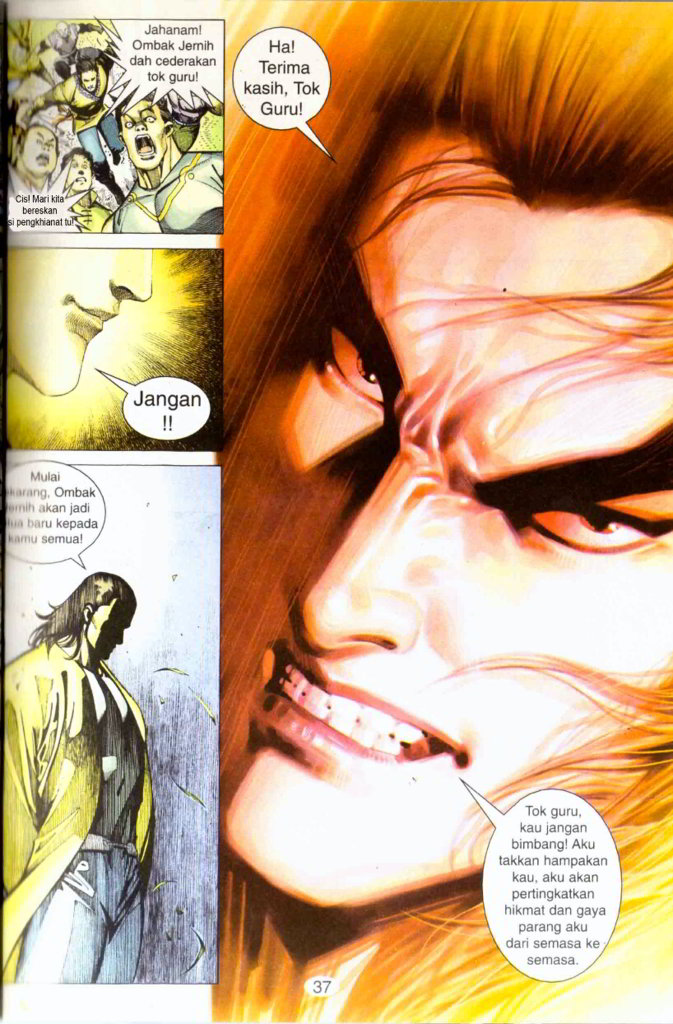 Jahanam!
Ombak Jernih
dah cederakan
tok guru!
Cis! Mari kita
bereskan
si pengkhianat tu!
Jangan
!!
Mulai
Ombak
akan jadi
baru kepada
kamu semua!
Ha!
Terima
kasih, Tok
Guru!
Tok guru,
kau jangan
bimbang! Aku
takkan hampakan
kau, aku akan
pertingkatkan
hikmat dan gaya
parang aku
dari semasa ke
semasa.
37